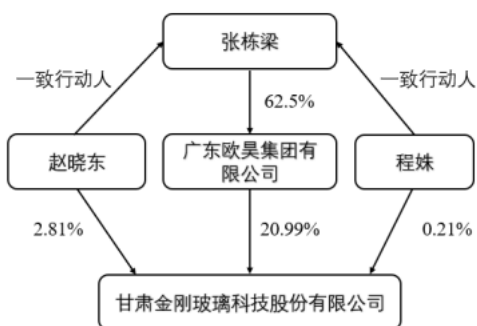 张栋梁
一致行动人
一致行动人
62.5%
赵晓东
广东欧昊集团有
限公司
程姝
2.81%
20.99%
0.21%
甘肃金刚玻璃科技股份有限公司